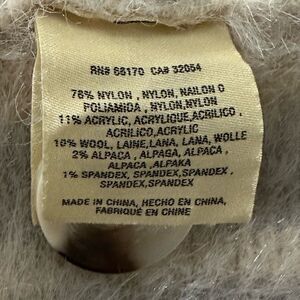 RN# 66170 CA# 32054
78% NYLON , NYLON, NAILON O
POLIAMIDA , NYLON,NYLON
11% ACRYLIC, ACRYLIQUE,ACRILICO ,
ACRILICO,ACRYLIC
10% WOOL, LAINE,LANA, LANA, WOLLE
2% ALPACA , ALPAGA, ALPACA ,
ALPACA ,ALPAKA
1% SPANDEX, SPANDEX,SPANDEX ,
SPANDEX,SPANDEX
MADE IN CHINA, HECHO EN CHINA,
FABRIQUÉ EN CHINE